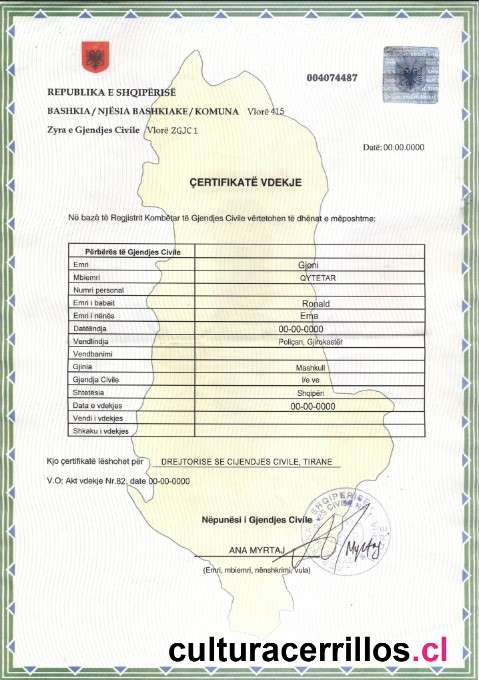 004074487
REPUBLIKA E SHQIPËRISË
BASHKIA / NJËSIA BASHKIAKE / KOMUNA Vlorë 415
Zyra e Gjendjes Civile Vlorë ZGJC 1
Datë: 00.00.0000
ÇERTIFIKATË VDEKJE
Në bazë të Regjistrit Kombëtar të Gjendjes Civile vërtetohen të dhënat e mëposhtme:
Përbërës të Gjendjes Civile
Emri Gjoni
Mbiemri QYTETAR
Numri personal
Emri i babait Ronald
Emri i nënës Ema
Datëlindja 00-00-0000
Vendlindja Poliçan, Gjirokastër
Vendbanimi
Gjinia Mashkull
Gjendja Civile I/e ve
Shtetësia Shqipëri
Data e vdekjes 00-00-0000
Vendi i vdekjes
Shkaku i vdekjes
Kjo çertifikatë lëshohet për DREJTORISE SE CIJENDJES CIVILE, TIRANE
V.O: Akt vdekje Nr.82, date 00-00-0000
Nëpunësi i Gjendjes Civile
ANA MYRTAJ
Myrtaj
(Emri, mbiemri, nënshkrimi, vula)
culturacerrillos.cl